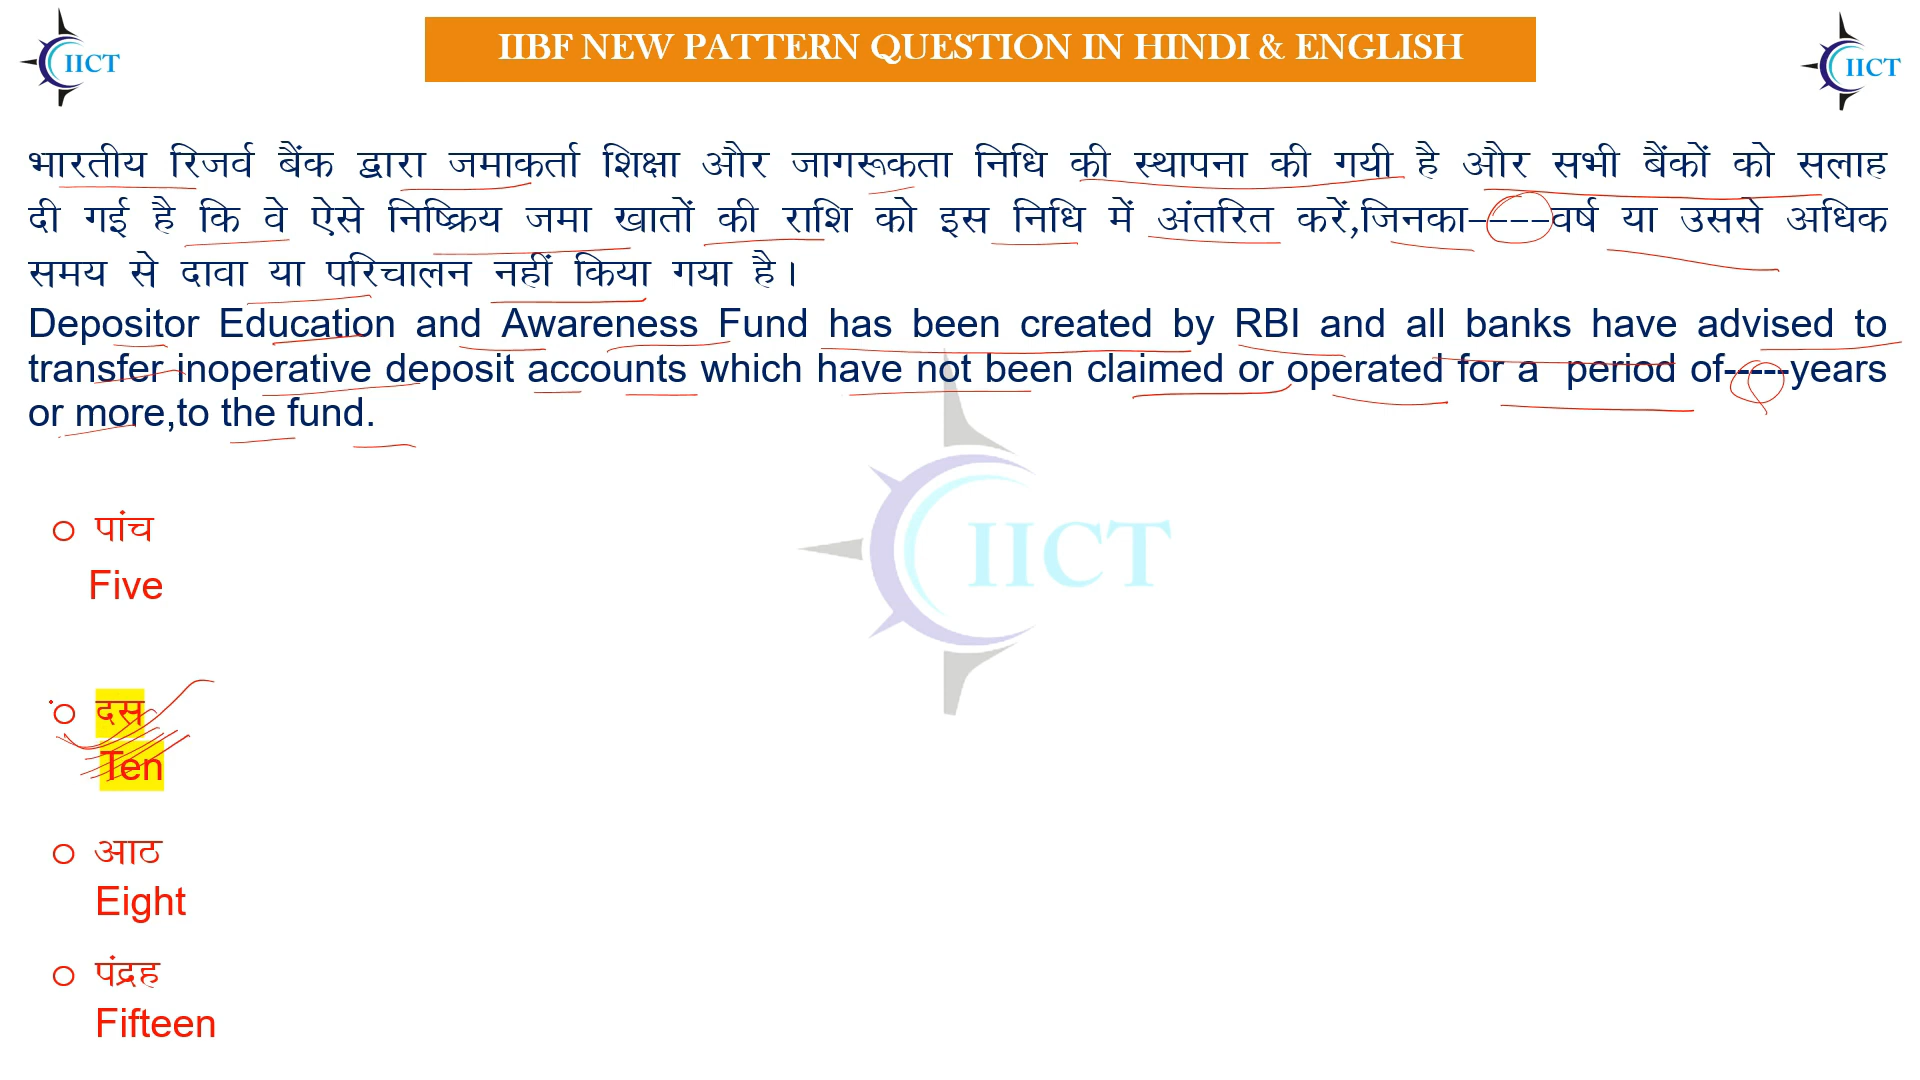 IICT
IIBF NEW PATTERN QUESTION IN HINDI & ENGLISH
IICT
भारतीय रिजर्व बैंक द्वारा जमाकर्ता शिक्षा और जागरूकता निधि की स्थापना की गयी है और सभी बैंकों को सलाह
दी गई है कि वे ऐसे निष्क्रिय जमा खातों की राशि को इस निधि में अंतरित करें,जिनका----वर्ष या उससे अधिक
समय से दावा या परिचालन नहीं किया गया है।
Depositor Education and Awareness Fund has been created by RBI and all banks have advised to
transfer inoperative deposit accounts which have not been claimed or operated for a period of-----years
or more,to the fund.
IICT
पांच
Five
दस
Ten
आठ
Eight
पंद्रह
Fifteen